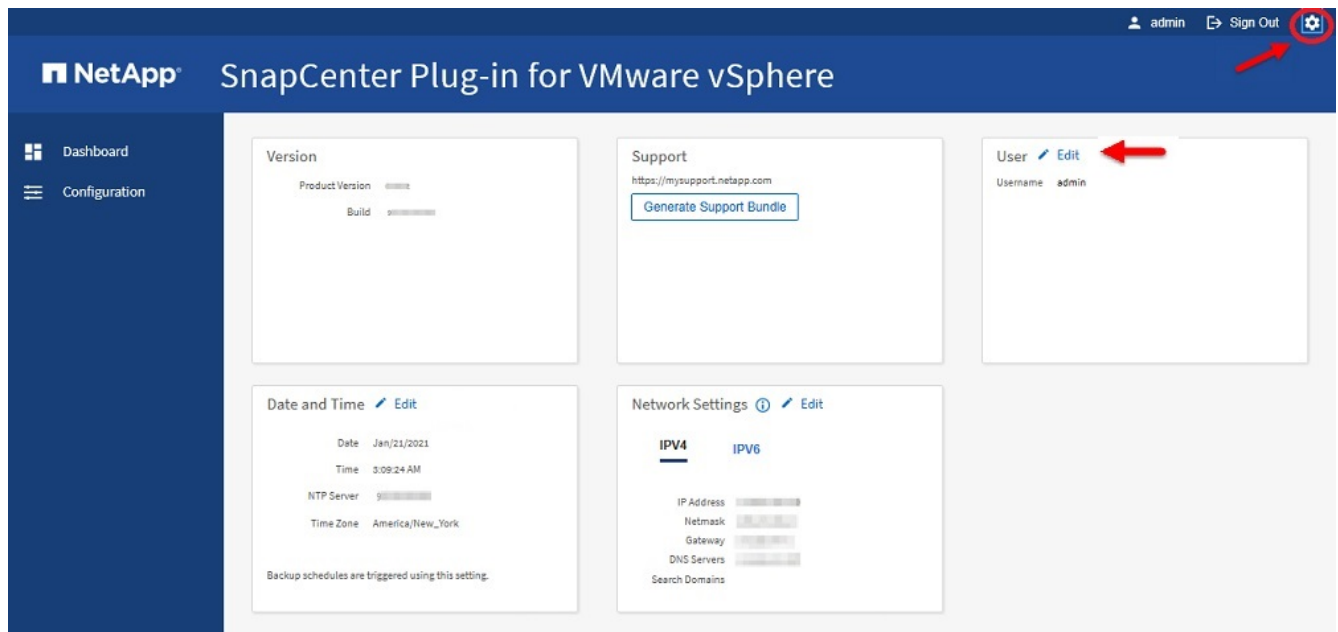 admin Sign Out
NetApp® SnapCenter Plug-in for VMware vSphere
Dashboard
Configuration
Version
Product Version
Build
Support
https://mysupport.netapp.com
Generate Support Bundle
User Edit
Username admin
Date and Time Edit
Date Jan/21/2021
Time 3:09:24 AM
NTP Server
Time Zone America/New_York
Backup schedules are triggered using this setting.
Network Settings Edit
IPV4 IPV6
IP Address
Netmask
Gateway
DNS Servers
Search Domains